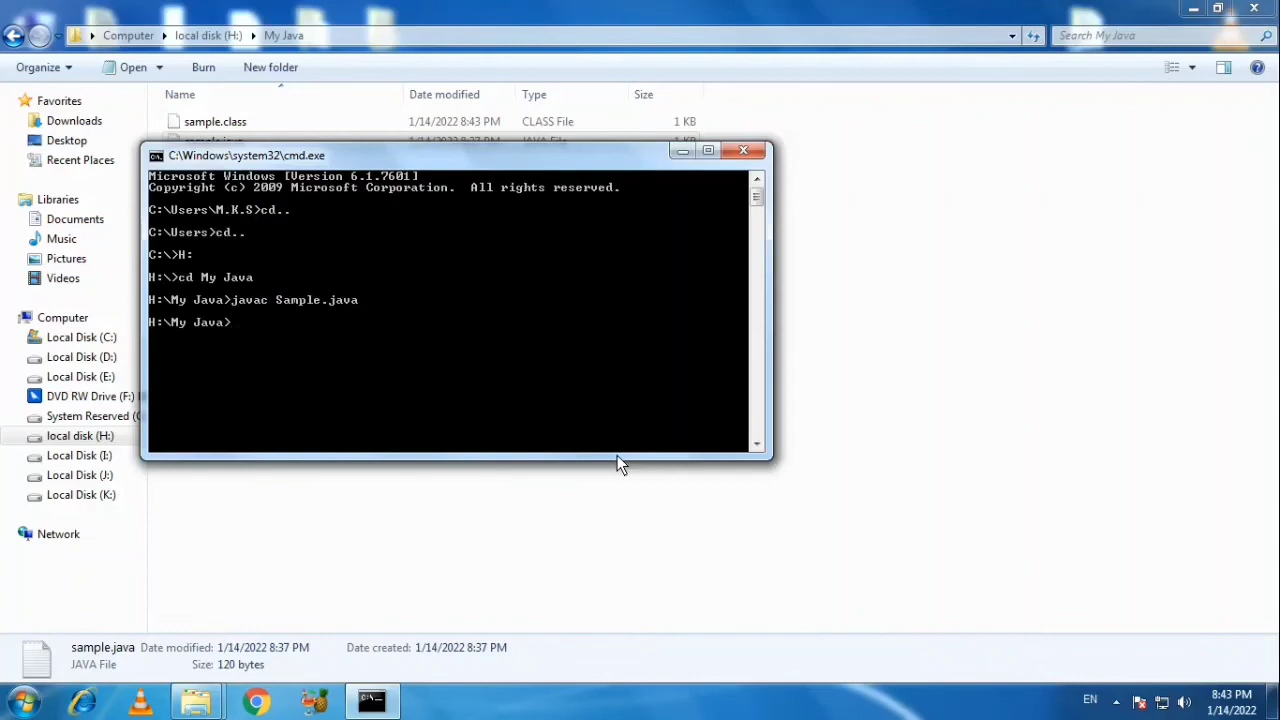 Computer
local disk (H:)
My Java
Search My Java
Organize
Open
Burn
New folder
Name
Date modified
Type
Size
sample.class
1/14/2022 8:43 PM
CLASS File
1 KB
Favorites
Downloads
Desktop
Recent Places
Libraries
Documents
Music
Pictures
Videos
Computer
Local Disk (C:)
Local Disk (D:)
Local Disk (E:)
DVD RW Drive (F:)
System Reserved (
local disk (H:)
Local Disk (I:)
Local Disk (J:)
Local Disk (K:)
Network
C:\Windows\system32\cmd.exe
Microsoft Windows [Version 6.1.7601]
Copyright (c) 2009 Microsoft Corporation. All rights reserved.
C:\Users\M.K.S>cd..
C:\Users>cd..
C:\>H:
H:\>cd My Java
H:\My Java>javac Sample.java
H:\My Java>
sample.java Date modified: 1/14/2022 8:37 PM Date created: 1/14/2022 8:37 PM
JAVA File Size: 120 bytes
EN
8:43 PM
1/14/2022